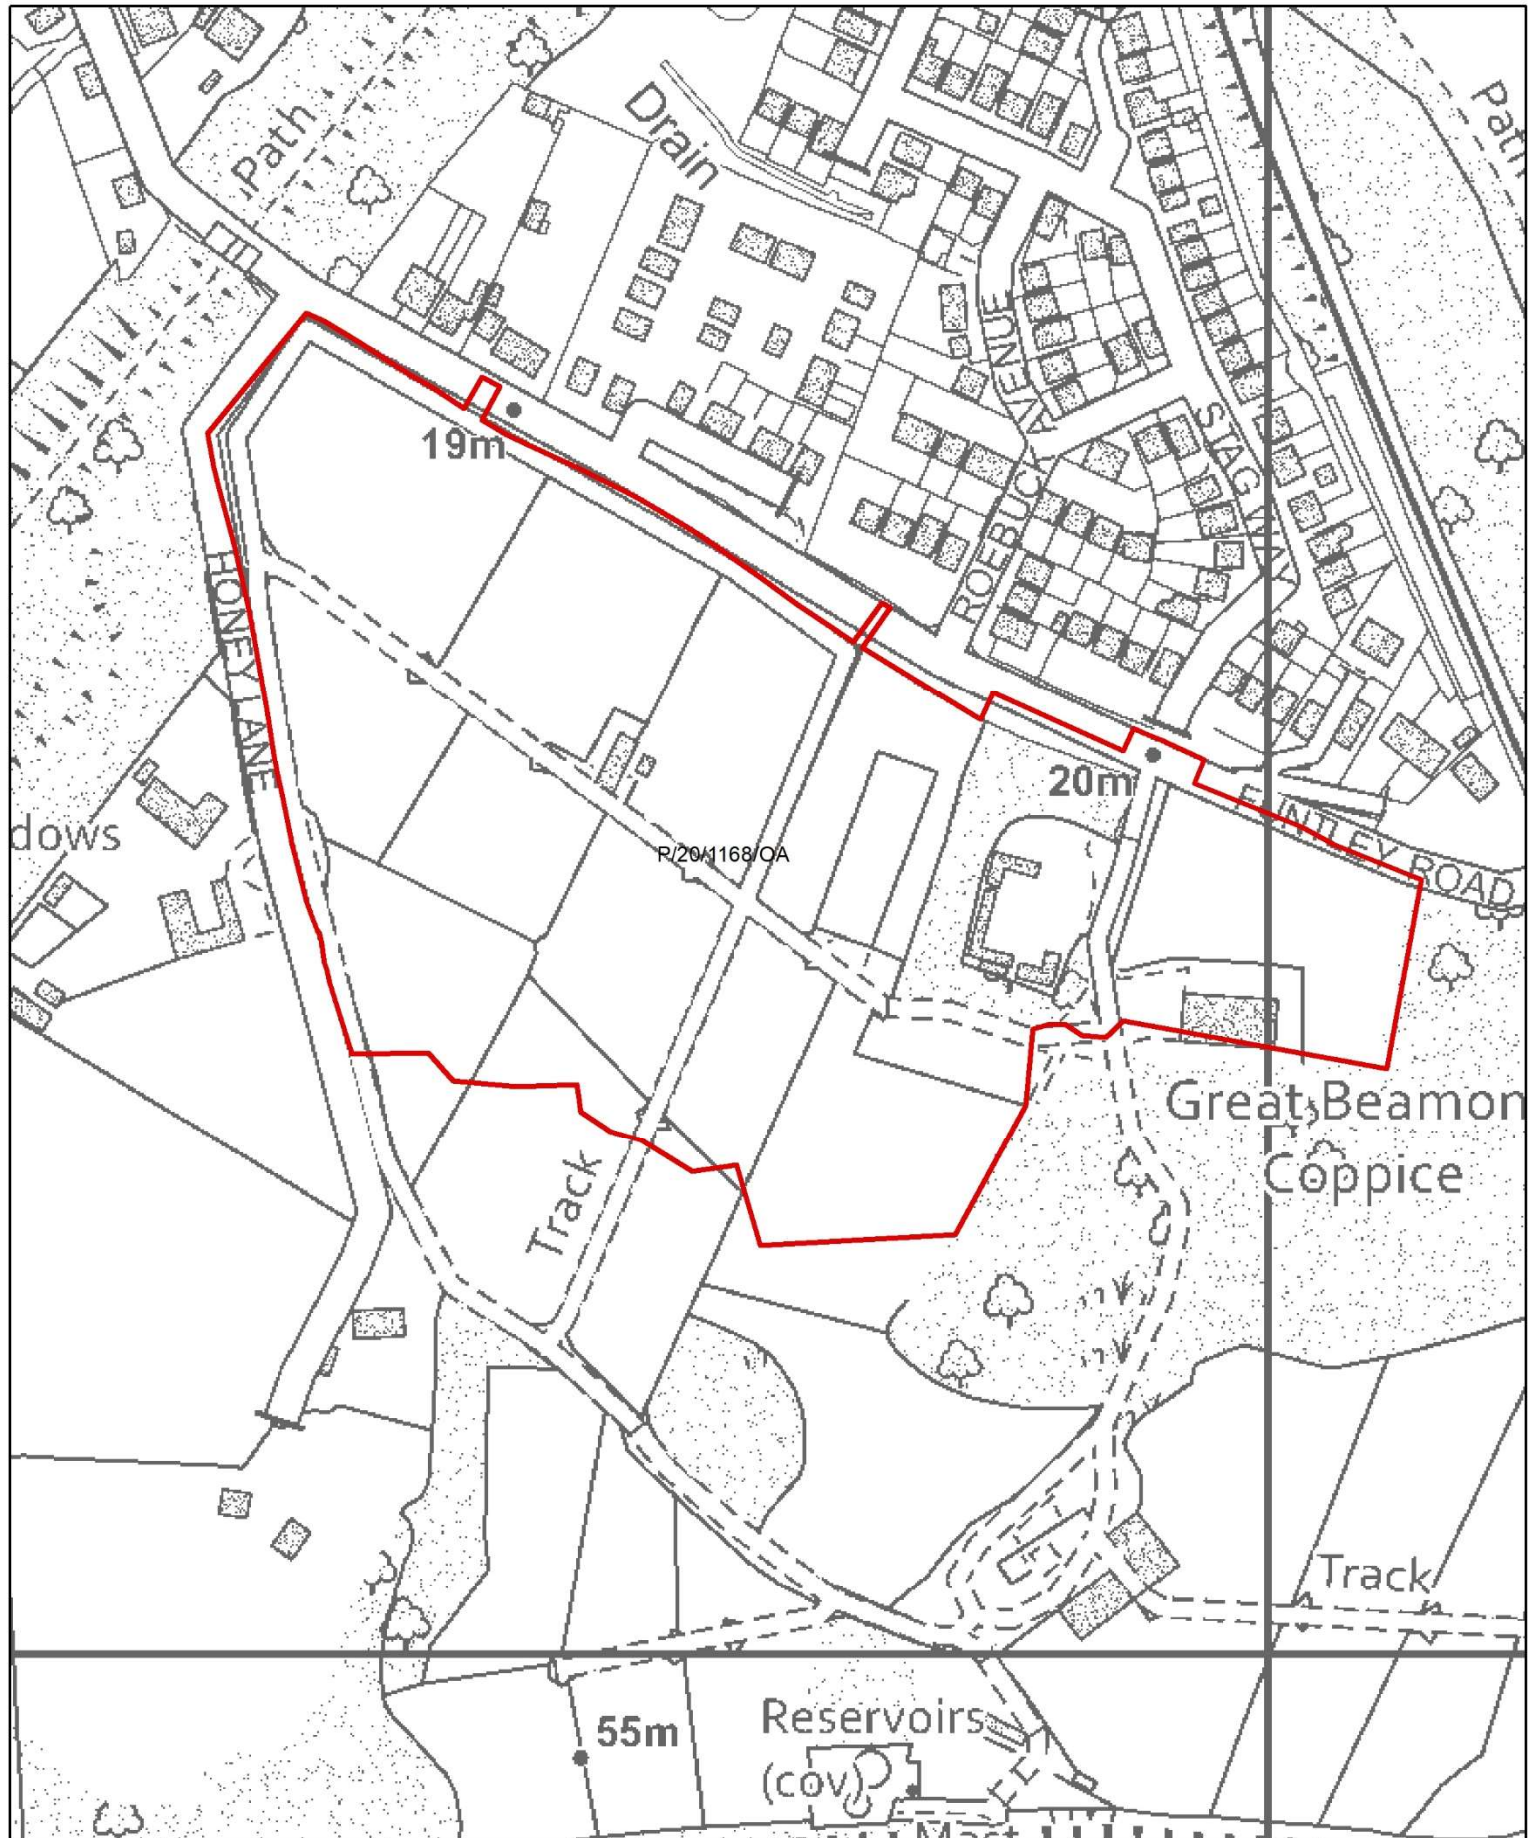 Path
Drain
Path
19m
ROEBUCK AVENUE
STAG WAY
HONEY LANE
20m
FUNTLEY ROAD
dows
P/20/1168/OA
Great Beamon
Coppice
Track
Track
55m
Reservoirs
(cov)
Mast